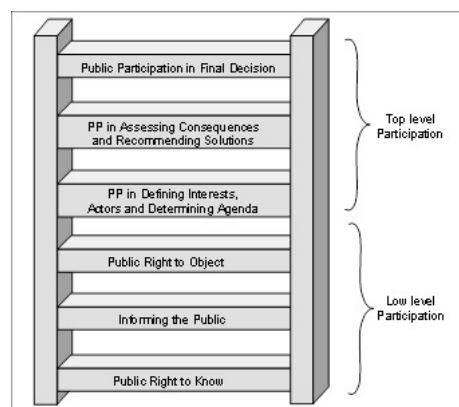 Public Participation in Final Decision
PP in Assessing Consequences
and Recommending Solutions
PP in Defining Interests,
Actors and Determining Agenda
Public Right to Object
Informing the Public
Public Right to Know
Top level
Participation
Low level
Participation